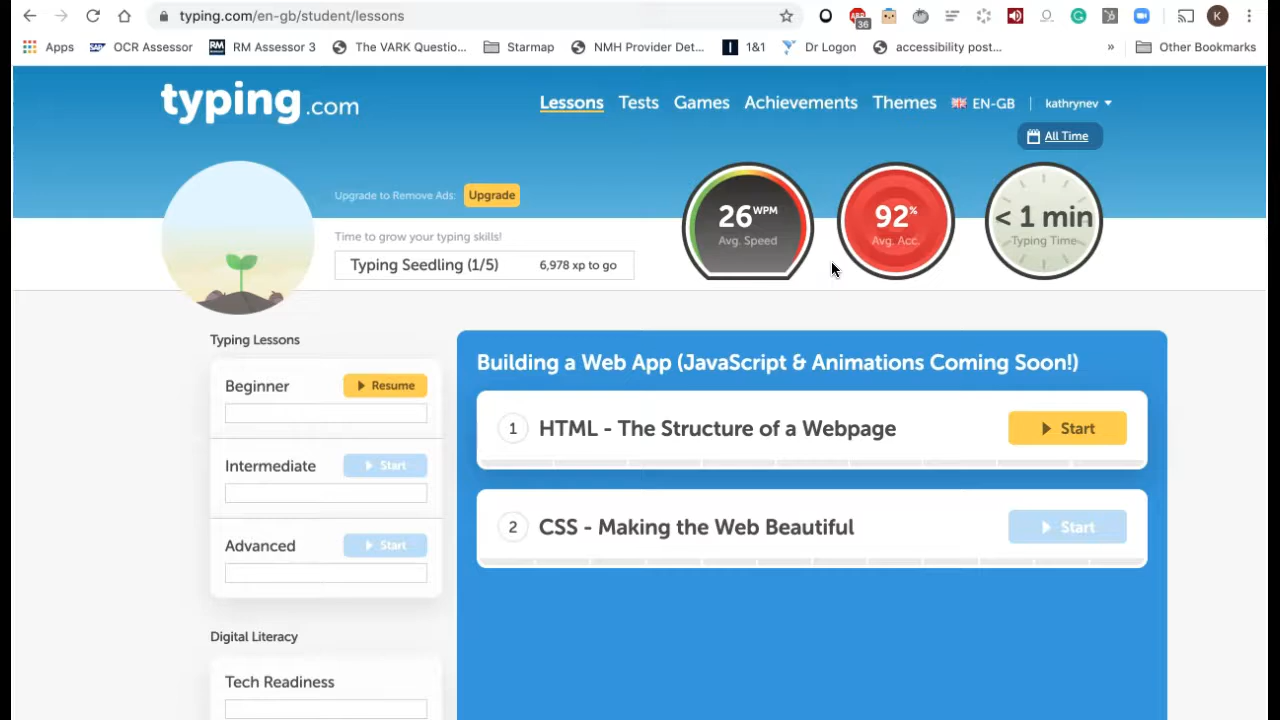 typing.com/en-gb/student/lessons
36
K
Apps
OCR Assessor
RM
RM Assessor 3
The VARK Questio...
Starmap
NMH Provider Det...
1&1
Dr Logon
accessibility post...
»
Other Bookmarks
typing.com
Lessons
Tests
Games
Achievements
Themes
EN-GB
kathrynev
All Time
Upgrade to Remove Ads:
Upgrade
Time to grow your typing skills!
Typing Seedling (1/5)
6,978 xp to go
26 WPM
Avg. Speed
92%
Avg. Acc.
< 1 min
Typing Time
Typing Lessons
Beginner
Resume
Intermediate
Start
Advanced
Start
Digital Literacy
Tech Readiness
Building a Web App (JavaScript & Animations Coming Soon!)
1
HTML - The Structure of a Webpage
Start
2
CSS - Making the Web Beautiful
Start